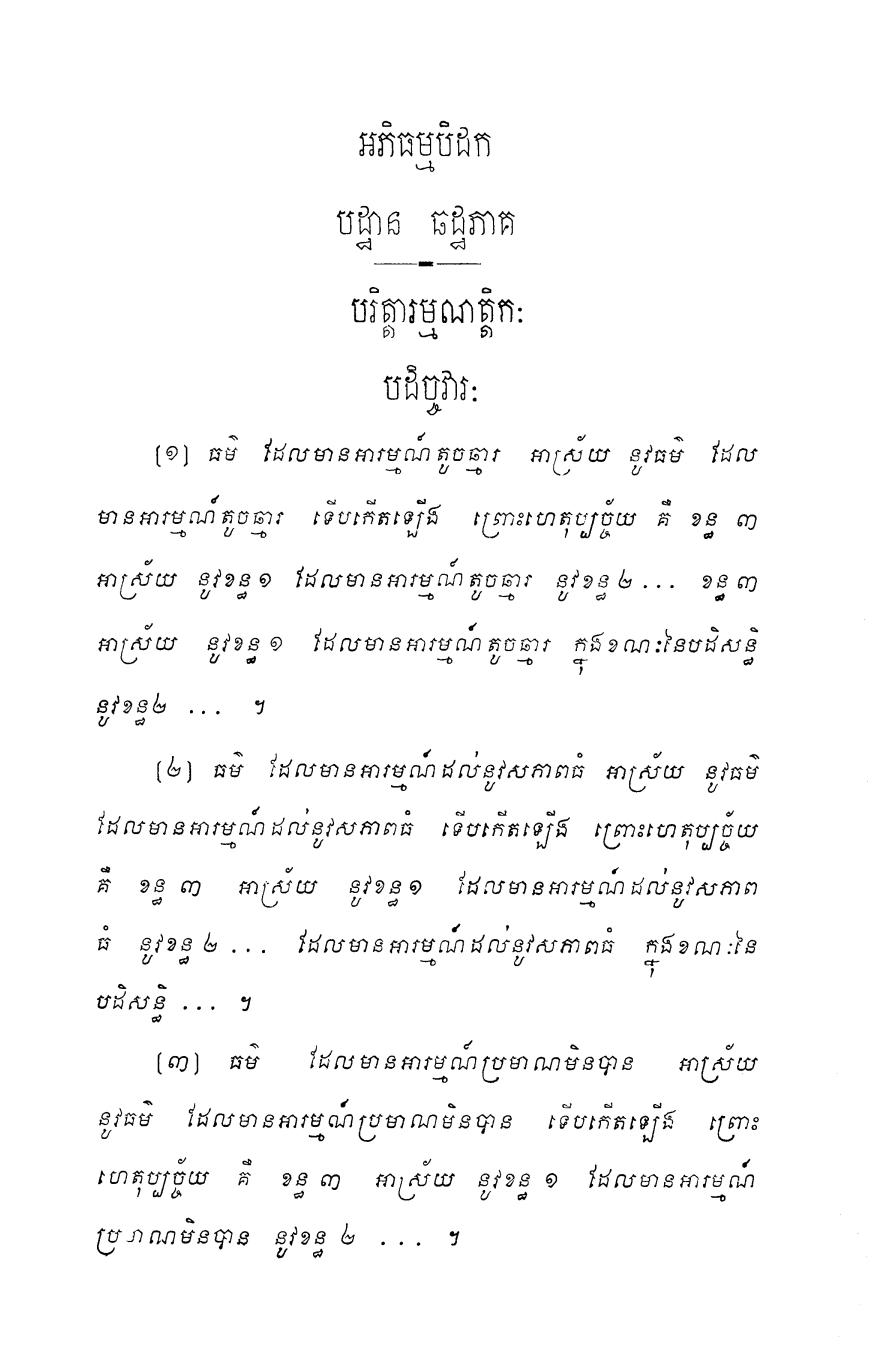 អភិធម្មបិដក
បដ្ឋាន ឆដ្ឋភាគ
បរិត្តារម្មណត្តិកៈ
បដិច្ចវារៈ
(១) ធម៌ ដែលមានអារម្មណ៍តូចឆ្មារ អាស្រ័យ នូវធម៌ ដែល
មានអារម្មណ៍តូចឆ្មារ ទើបកើតឡើង ព្រោះហេតុប្បច្ច័យ គឺ ខន្ធ ៣
អាស្រ័យ នូវខន្ធ ១ ដែលមានអារម្មណ៍តូចឆ្មារ នូវខន្ធ ២ ... ខន្ធ ៣
អាស្រ័យ នូវខន្ធ ១ ដែលមានអារម្មណ៍តូចឆ្មារ ក្នុងខណៈនៃបដិសន្ធិ
នូវខន្ធ២ ... ។
(២) ធម៌ ដែលមានអារម្មណ៍ដល់នូវសភាពធំ អាស្រ័យ នូវធម៌
ដែលមានអារម្មណ៍ដល់នូវសភាពធំ ទើបកើតឡើង ព្រោះហេតុប្បច្ច័យ
គឺ ខន្ធ ៣ អាស្រ័យ នូវខន្ធ ១ ដែលមានអារម្មណ៍ដល់នូវសភាព
ធំ នូវខន្ធ ២ ... ដែលមានអារម្មណ៍ដល់នូវសភាពធំ ក្នុងខណៈនៃ
បដិសន្ធិ ... ។
(៣) ធម៌ ដែលមានអារម្មណ៍ប្រមាណមិនបាន អាស្រ័យ
នូវធម៌ ដែលមានអារម្មណ៍ប្រមាណមិនបាន ទើបកើតឡើង ព្រោះ
ហេតុប្បច្ច័យ គឺ ខន្ធ ៣ អាស្រ័យ នូវខន្ធ ១ ដែលមានអារម្មណ៍
ប្រមាណមិនបាន នូវខន្ធ ២ ... ។